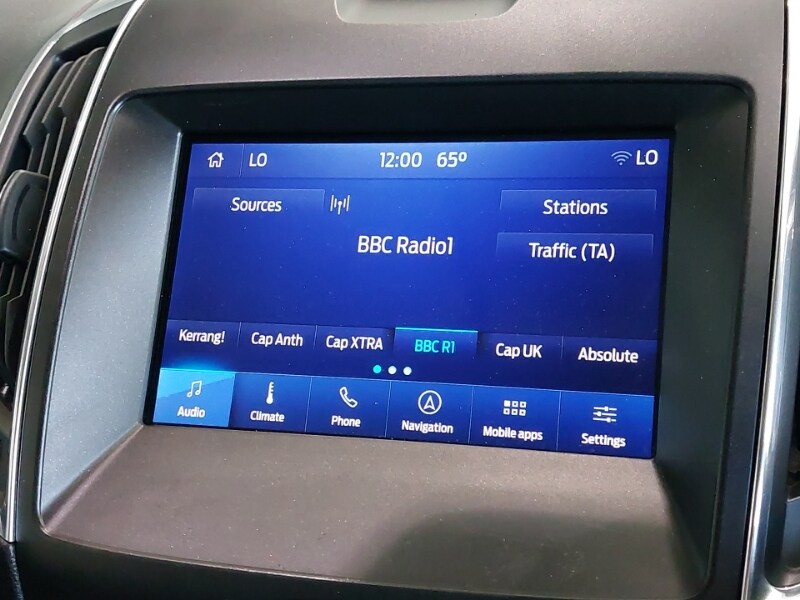 LO 12:00 65º LO
Sources Stations
BBC Radio1 Traffic (TA)
Kerrang! Cap Anth Cap XTRA BBC R1 Cap UK Absolute
Audio Climate Phone Navigation Mobile apps Settings